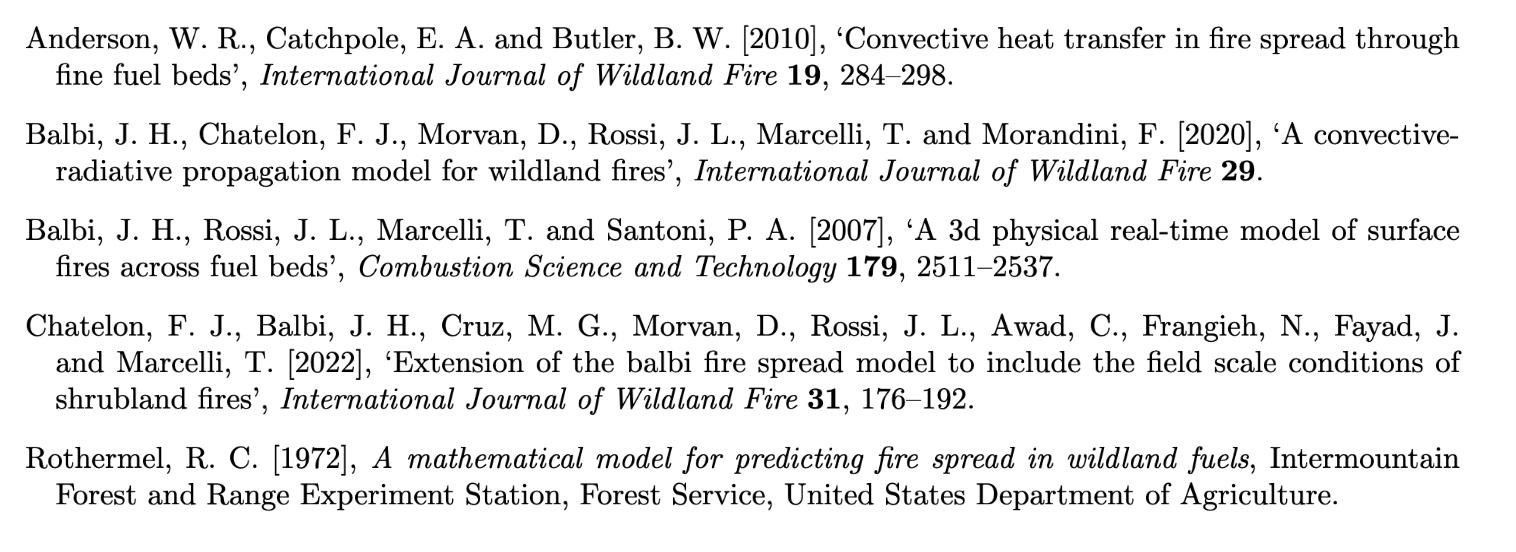 Anderson, W. R., Catchpole, E. A. and Butler, B. W. [2010], ‘Convective heat transfer in fire spread through
fine fuel beds’, International Journal of Wildland Fire 19, 284–298.
Balbi, J. H., Chatelon, F. J., Morvan, D., Rossi, J. L., Marcelli, T. and Morandini, F. [2020], ‘A convective-
radiative propagation model for wildland fires’, International Journal of Wildland Fire 29.
Balbi, J. H., Rossi, J. L., Marcelli, T. and Santoni, P. A. [2007], ‘A 3d physical real-time model of surface
fires across fuel beds’, Combustion Science and Technology 179, 2511–2537.
Chatelon, F. J., Balbi, J. H., Cruz, M. G., Morvan, D., Rossi, J. L., Awad, C., Frangieh, N., Fayad, J.
and Marcelli, T. [2022], ‘Extension of the balbi fire spread model to include the field scale conditions of
shrubland fires’, International Journal of Wildland Fire 31, 176–192.
Rothermel, R. C. [1972], A mathematical model for predicting fire spread in wildland fuels, Intermountain
Forest and Range Experiment Station, Forest Service, United States Department of Agriculture.